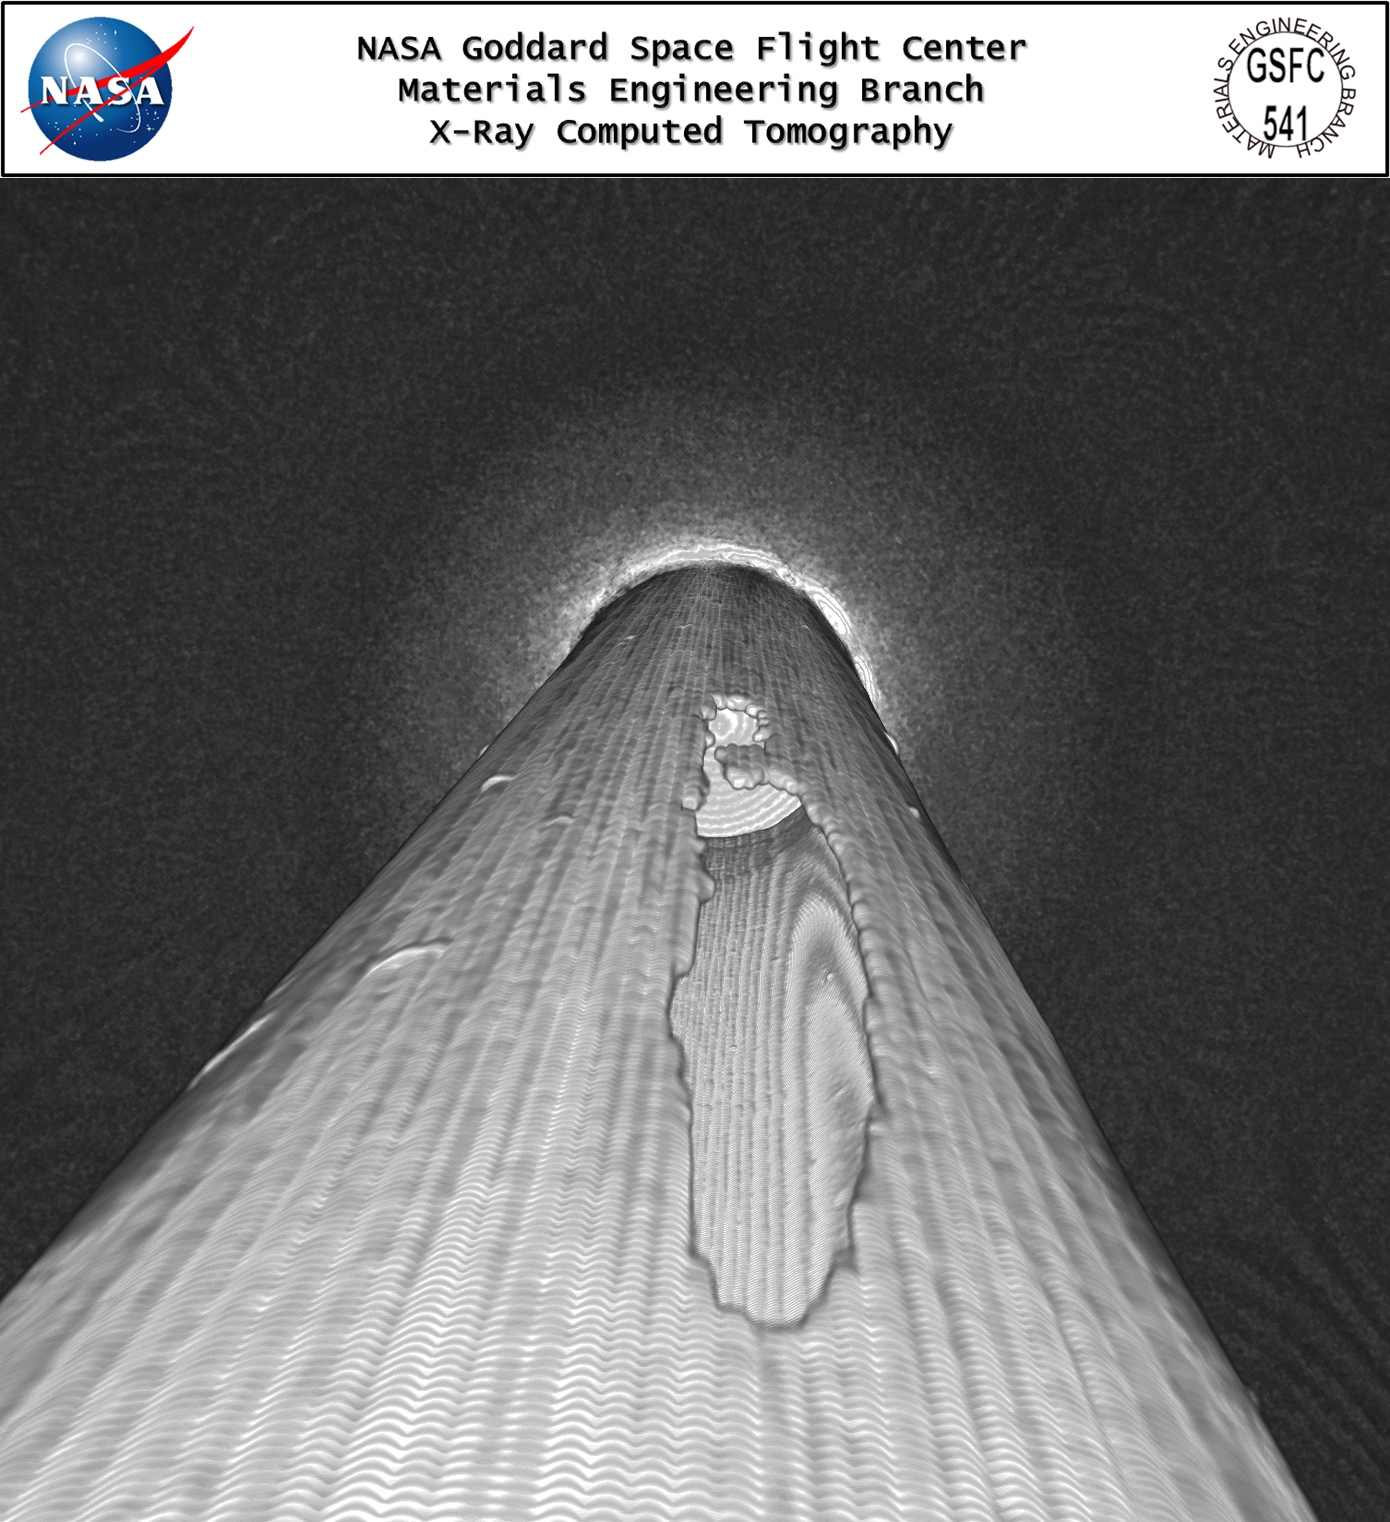 NASA
NASA Goddard Space Flight Center
Materials Engineering Branch
X-Ray Computed Tomography
MATERIALS ENGINEERING BRANCH
GSFC
541